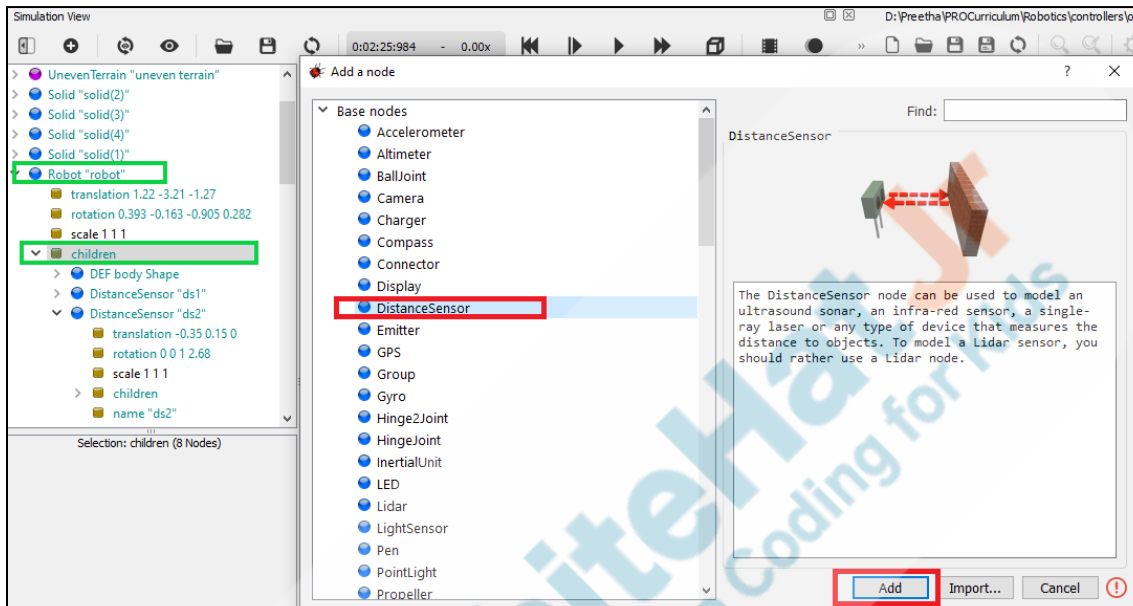 Simulation View
D:\Preetha\PROCurriculum\Robotics\controllers\o
0:02:25:984 - 0.00x
»
UnevenTerrain "uneven terrain"
Solid "solid(2)"
Solid "solid(3)"
Solid "solid(4)"
Solid "solid(1)"
Robot "robot"
translation 1.22 -3.21 -1.27
rotation 0.393 -0.163 -0.905 0.282
scale 1 1 1
children
DEF body Shape
DistanceSensor "ds1"
DistanceSensor "ds2"
translation -0.35 0.15 0
rotation 0 0 1 2.68
scale 1 1 1
children
name "ds2"
Selection: children (8 Nodes)
Add a node
?
Base nodes
Accelerometer
Altimeter
BallJoint
Camera
Charger
Compass
Connector
Display
DistanceSensor
Emitter
GPS
Group
Gyro
Hinge2Joint
HingeJoint
InertialUnit
LED
Lidar
LightSensor
Pen
PointLight
Propeller
Find:
DistanceSensor
The DistanceSensor node can be used to model an
ultrasound sonar, an infra-red sensor, a single-
ray laser or any type of device that measures the
distance to objects. To model a Lidar sensor, you
should rather use a Lidar node.
Add
Import...
Cancel
iteHat Jr
Coding for Kids